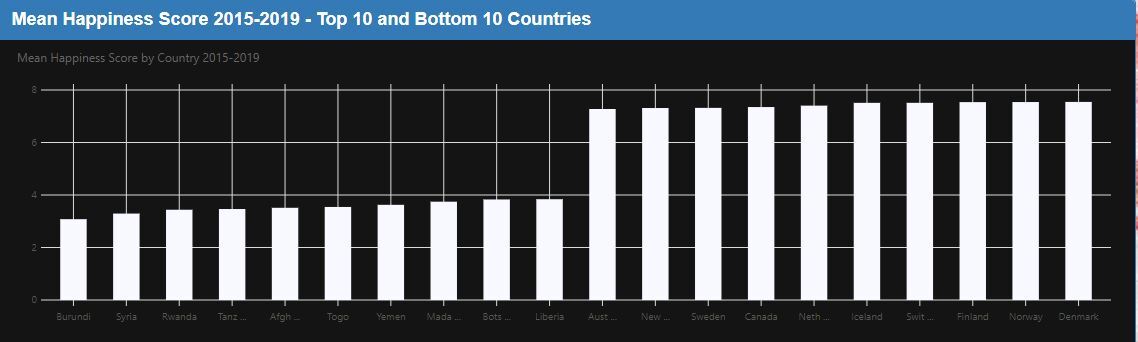 Mean Happiness Score 2015-2019 - Top 10 and Bottom 10 Countries
Mean Happiness Score by Country 2015-2019
8
6
4
2
0
Burundi Syria Rwanda Tanz ... Afgh ... Togo Yemen Mada ... Bots ... Liberia Aust ... New ... Sweden Canada Neth ... Iceland Swit ... Finland Norway Denmark